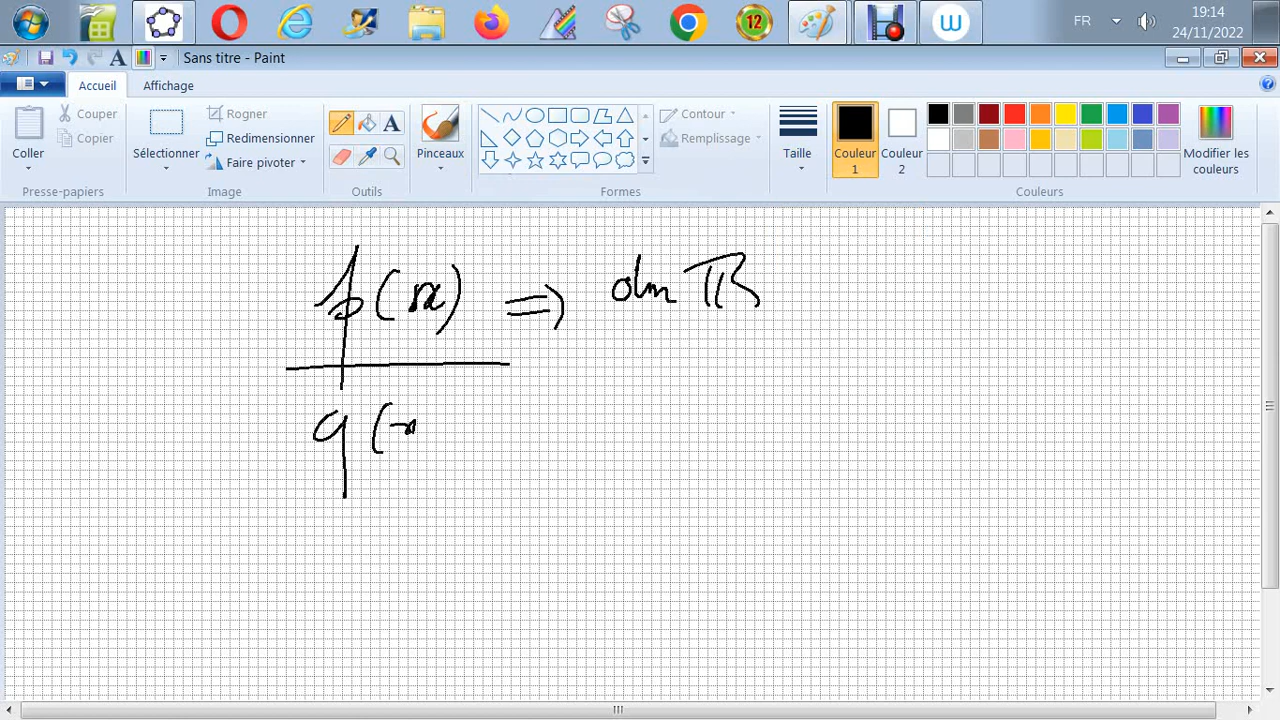 12
W
FR
19:14
24/11/2022
Sans titre - Paint
Accueil
Affichage
Coller
Couper
Copier
Presse-papiers
Sélectionner
Rogner
Redimensionner
Faire pivoter
Image
A
Outils
Pinceaux
Contour
Remplissage
Formes
Taille
Couleur 1
Couleur 2
Modifier les couleurs
Couleurs
p(x) ⇒ dm ℝ
q(x